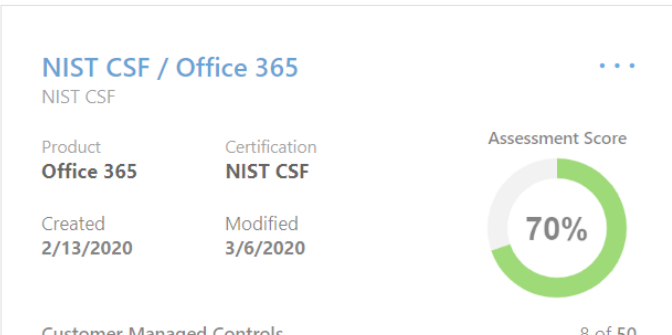 NIST CSF / Office 365
NIST CSF
Product
Office 365
Certification
NIST CSF
Assessment Score
70%
Created
2/13/2020
Modified
3/6/2020
Customer Managed Controls
8 of 50